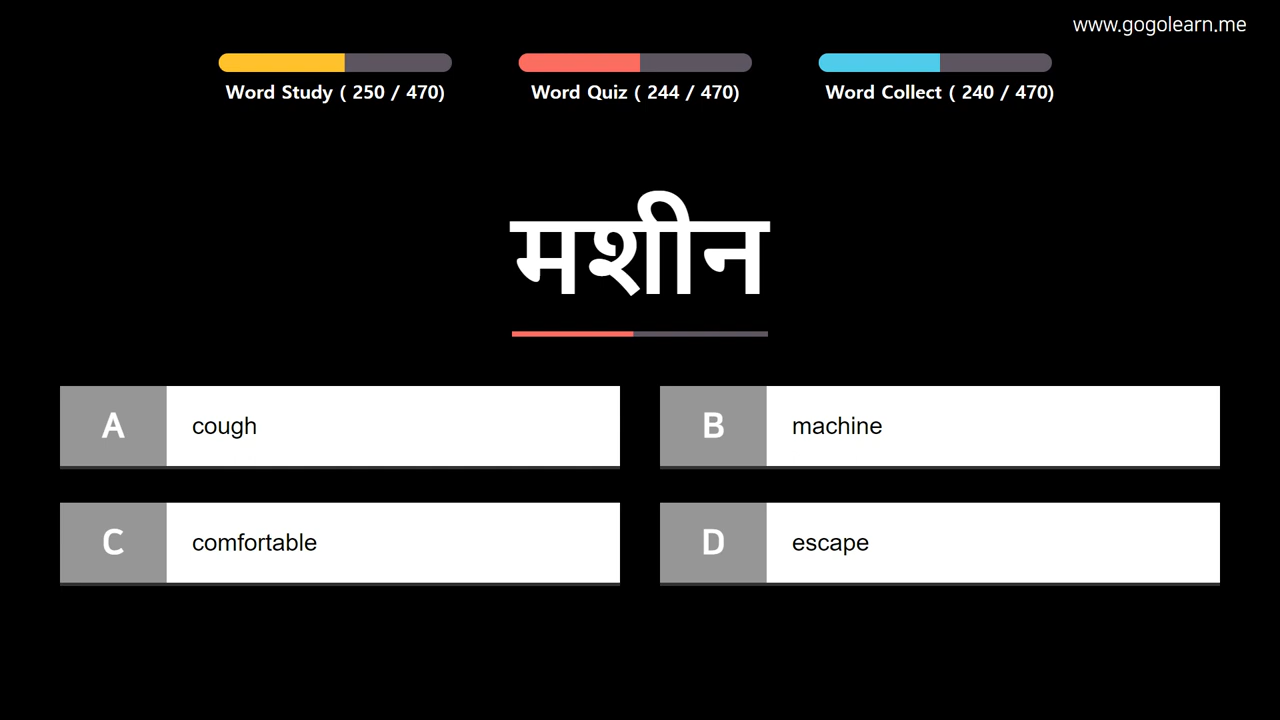 www.gogolearn.me
Word Study ( 250 / 470)
Word Quiz ( 244 / 470)
Word Collect ( 240 / 470)
मशीन
A cough
B machine
C comfortable
D escape